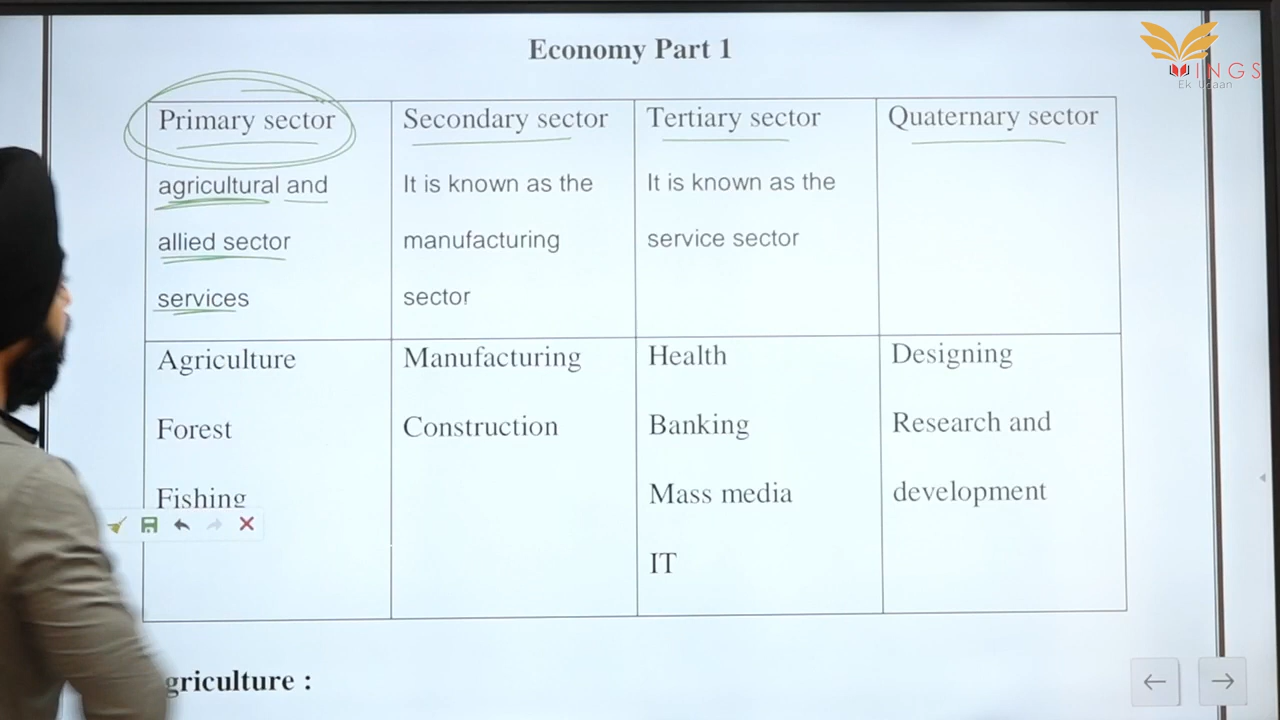 Economy Part 1
WINGS
Ek Udaan
Primary sector
agricultural and
allied sector
services
Secondary sector
It is known as the
manufacturing
sector
Tertiary sector
It is known as the
service sector
Quaternary sector
Agriculture
Forest
Fishing
Manufacturing
Construction
Health
Banking
Mass media
IT
Designing
Research and
development
griculture :